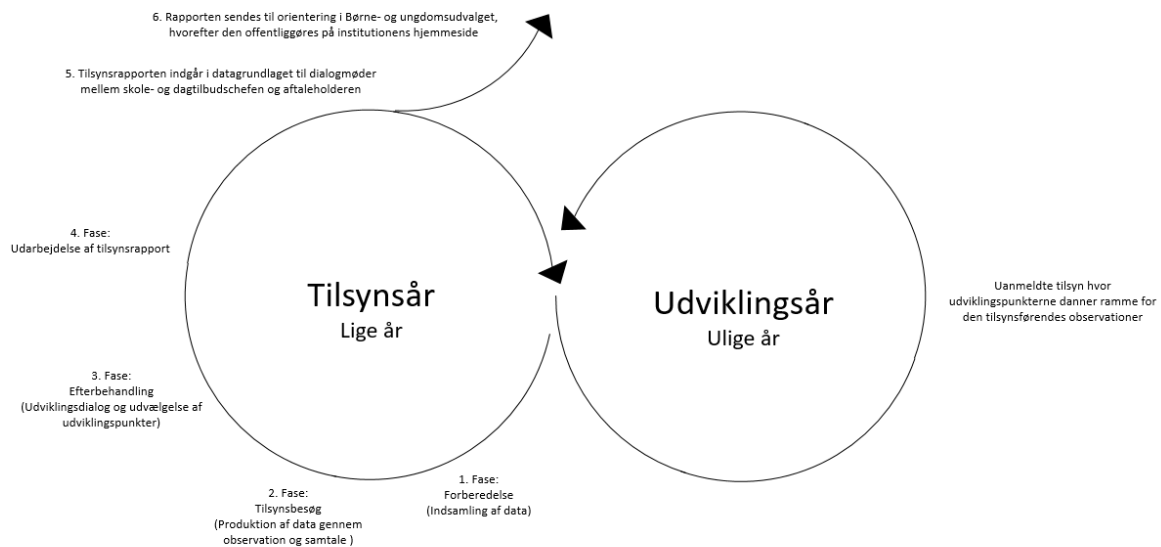 6. Rapporten sendes til orientering i Børne- og ungdomsudvalget,
hvorefter den offentliggøres på institutionens hjemmeside
5. Tilsynsrapporten indgår i datagrundlaget til dialogmøder
mellem skole- og dagtilbudschefen og aftaleholderen
4. Fase:
Udarbejdelse af tilsynsrapport
Tilsynsår
Lige år
Udviklingsår
Ulige år
Uanmeldte tilsyn hvor
udviklingspunkterne danner ramme for
den tilsynsførendes observationer
3. Fase:
Efterbehandling
(Udviklingsdialog og udvælgelse af
udviklingspunkter)
2. Fase:
Tilsynsbesøg
(Produktion af data gennem
observation og samtale )
1. Fase:
Forberedelse
(Indsamling af data)